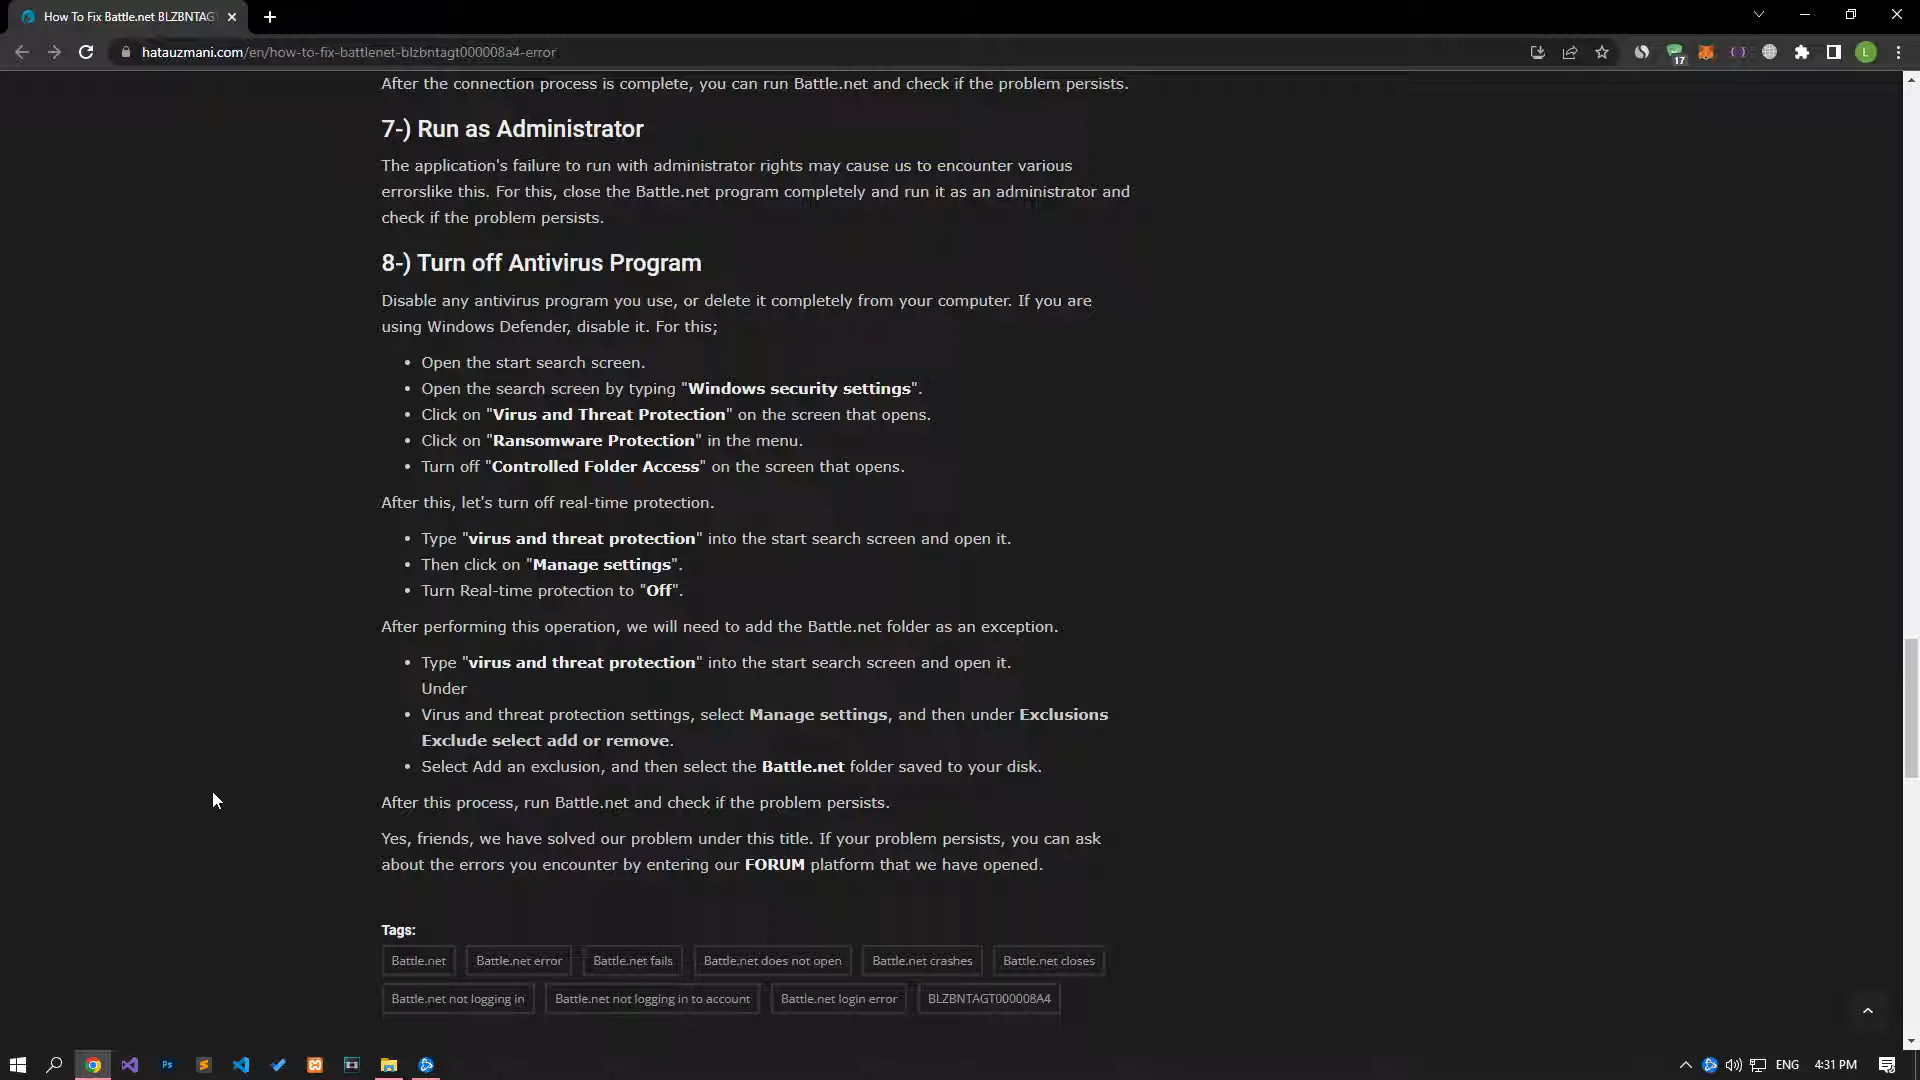 How To Fix Battle.net BLZBNTAG
hatauzmani.com/en/how-to-fix-battlenet-blzbntagt000008a4-error
17
L
After the connection process is complete, you can run Battle.net and check if the problem persists.
7-) Run as Administrator
The application's failure to run with administrator rights may cause us to encounter various
errorslike this. For this, close the Battle.net program completely and run it as an administrator and
check if the problem persists.
8-) Turn off Antivirus Program
Disable any antivirus program you use, or delete it completely from your computer. If you are
using Windows Defender, disable it. For this;
• Open the start search screen.
• Open the search screen by typing "Windows security settings".
• Click on "Virus and Threat Protection" on the screen that opens.
• Click on "Ransomware Protection" in the menu.
• Turn off "Controlled Folder Access" on the screen that opens.
After this, let's turn off real-time protection.
• Type "virus and threat protection" into the start search screen and open it.
• Then click on "Manage settings".
• Turn Real-time protection to "Off".
After performing this operation, we will need to add the Battle.net folder as an exception.
• Type "virus and threat protection" into the start search screen and open it.
Under
• Virus and threat protection settings, select Manage settings, and then under Exclusions
Exclude select add or remove.
• Select Add an exclusion, and then select the Battle.net folder saved to your disk.
After this process, run Battle.net and check if the problem persists.
Yes, friends, we have solved our problem under this title. If your problem persists, you can ask
about the errors you encounter by entering our FORUM platform that we have opened.
Tags:
Battle.net Battle.net error Battle.net fails Battle.net does not open Battle.net crashes Battle.net closes
Battle.net not logging in Battle.net not logging in to account Battle.net login error BLZBNTAGT000008A4
Ps
ENG 4:31 PM